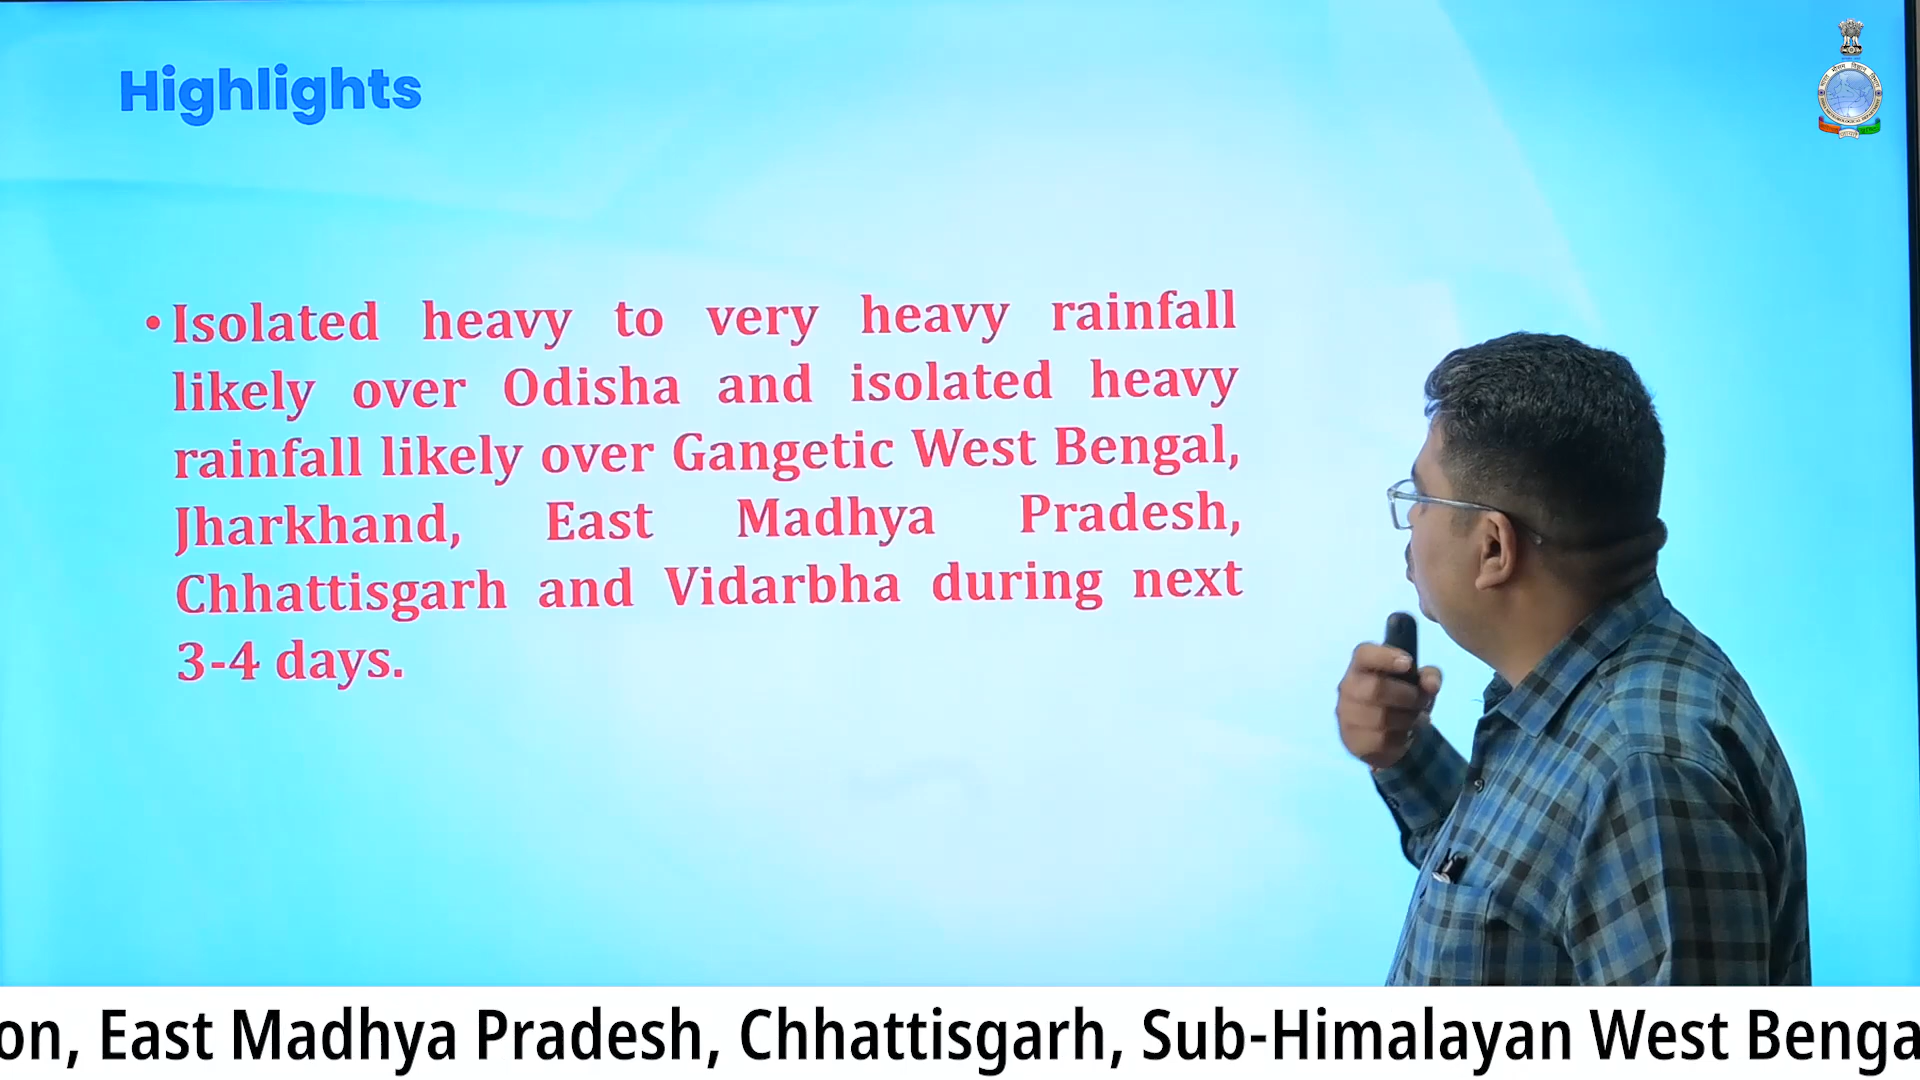 Highlights
• Isolated heavy to very heavy rainfall
likely over Odisha and isolated heavy
rainfall likely over Gangetic West Bengal,
Jharkhand, East Madhya Pradesh,
Chhattisgarh and Vidarbha during next
3-4 days.
on, East Madhya Pradesh, Chhattisgarh, Sub-Himalayan West Benga